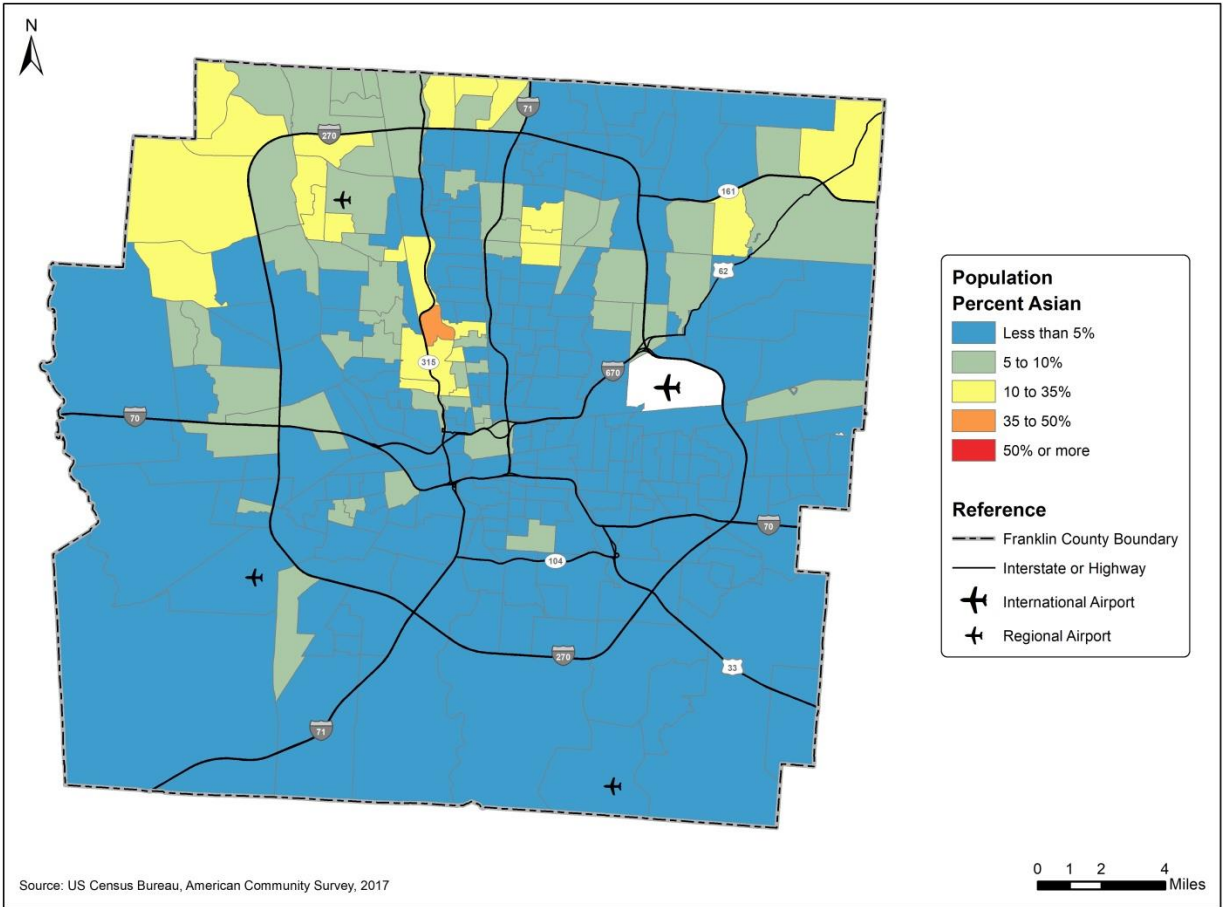 N
71
270
161
62
315
670
70
70
104
270
33
71
Population
Percent Asian
Less than 5%
5 to 10%
10 to 35%
35 to 50%
50% or more
Reference
Franklin County Boundary
Interstate or Highway
International Airport
Regional Airport
Source: US Census Bureau, American Community Survey, 2017
0 1 2 4
Miles